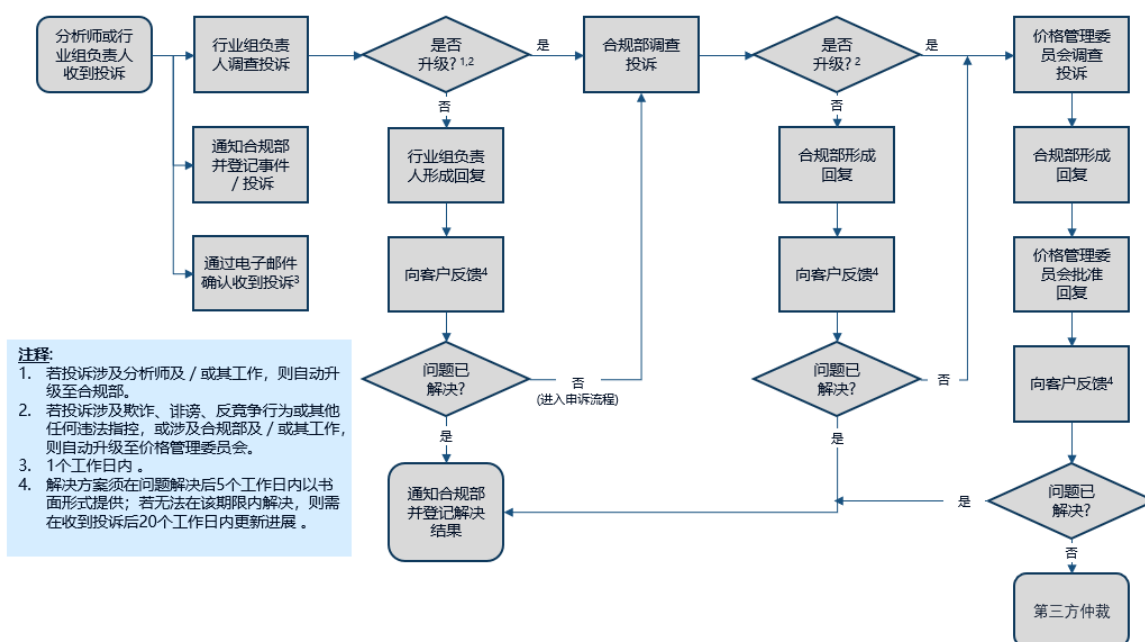 分析师或行
业组负责人
收到投诉
行业组负责
人调查投诉
是否
升级? 1,2
是
合规部调查
投诉
是否
升级? 2
是
价格管理
委员会调查
投诉
否
否
通知合规部
并登记事件
/ 投诉
行业组负责
人形成回复
合规部形成
回复
合规部形成
回复
通过电子邮件
确认收到投诉3
向客户反馈4
向客户反馈4
价格管理委
员会批准
回复
注释:
1. 若投诉涉及分析师及 / 或其工作，则自动升
级至合规部。
2. 若投诉涉及欺诈、诽谤、反竞争行为或其他
任何违法指控，或涉及合规部及 / 或其工作，
则自动升级至价格管理委员会。
3. 1个工作日内 。
4. 解决方案须在问题解决后5个工作日内以书
面形式提供；若无法在该期限内解决，则需
在收到投诉后20个工作日内更新进展 。
问题已
解决?
否
(进入申诉流程)
问题已
解决?
否
向客户反馈4
是
是
通知合规部
并登记解决
结果
是
问题已
解决?
否
第三方仲裁